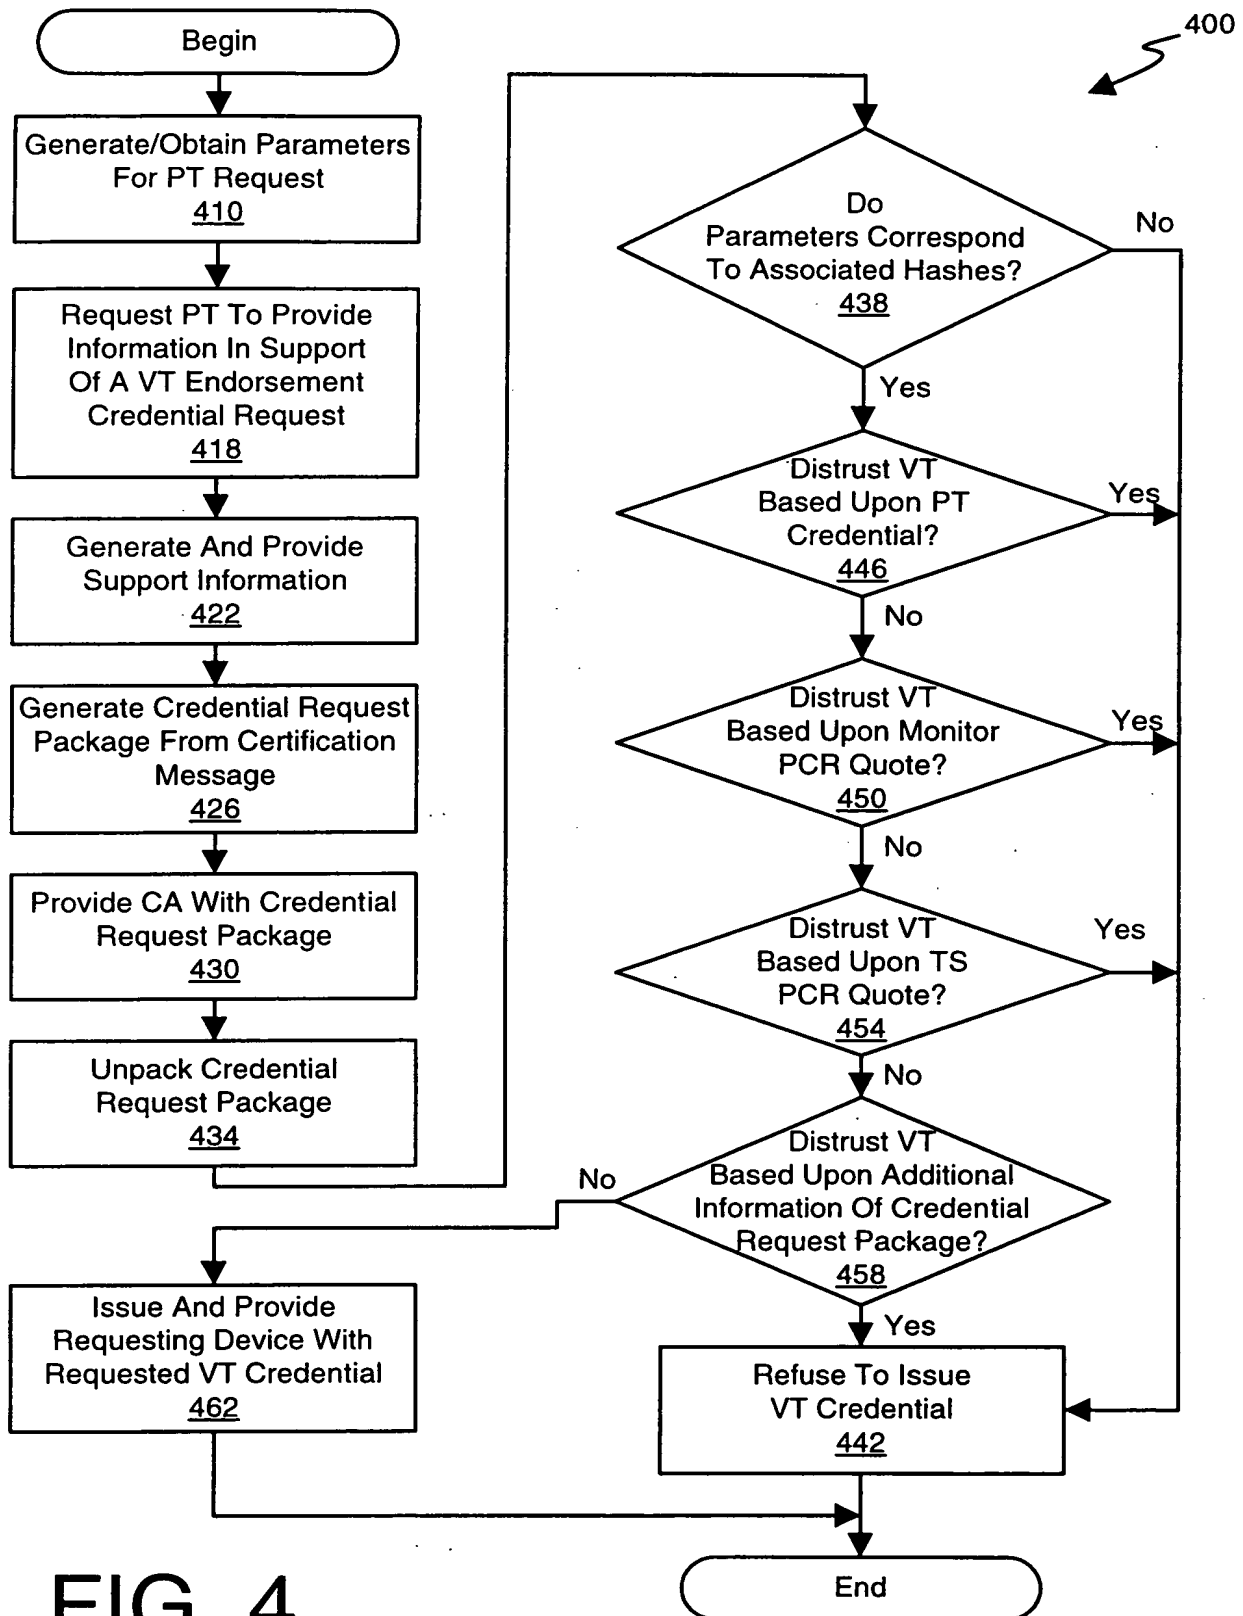 400
Begin
Generate/Obtain Parameters
For PT Request
410
Request PT To Provide
Information In Support
Of A VT Endorsement
Credential Request
418
Generate And Provide
Support Information
422
Generate Credential Request
Package From Certification
Message
426
Provide CA With Credential
Request Package
430
Unpack Credential
Request Package
434
Do
Parameters Correspond
To Associated Hashes?
438
No
Yes
Distrust VT
Based Upon PT
Credential?
446
Yes
No
Distrust VT
Based Upon Monitor
PCR Quote?
450
Yes
No
Distrust VT
Based Upon TS
PCR Quote?
454
Yes
No
Distrust VT
Based Upon Additional
Information Of Credential
Request Package?
458
No
Yes
Issue And Provide
Requesting Device With
Requested VT Credential
462
Refuse To Issue
VT Credential
442
End
FIG. 4